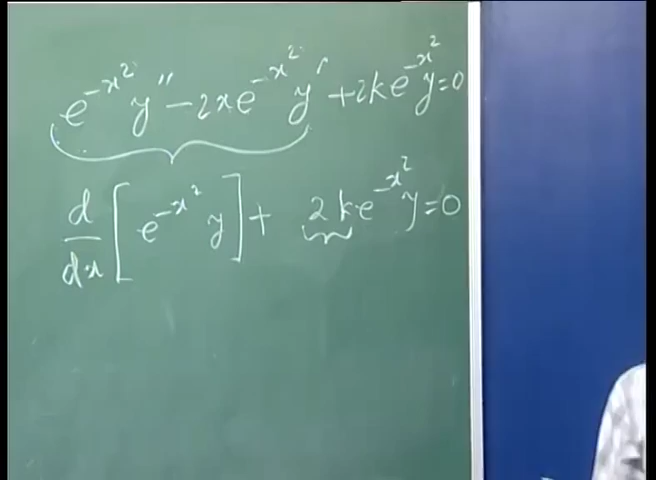 e^{-x^2} y'' - 2x e^{-x^2} y' + 2k e^{-x^2} y = 0
d/dx [ e^{-x^2} y ] + 2k e^{-x^2} y = 0